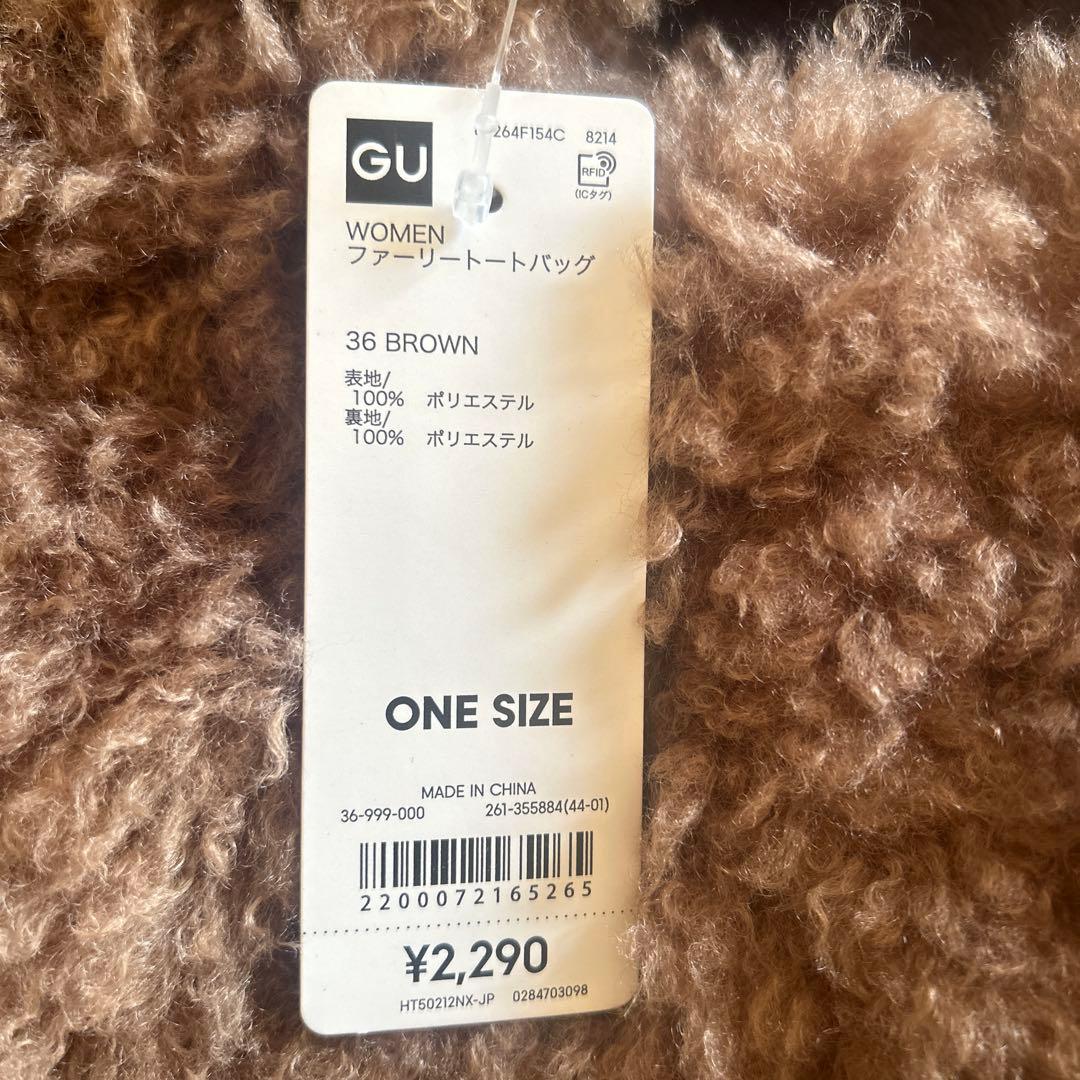 GU
264F154C 8214
RFID
(ICタグ)
WOMEN
ファーリートートバッグ
36 BROWN
表地/
100% ポリエステル
裏地/
100% ポリエステル
ONE SIZE
MADE IN CHINA
36-999-000 261-355884(44-01)
2200072165265
¥2,290
HT50212NX-JP 0284703098